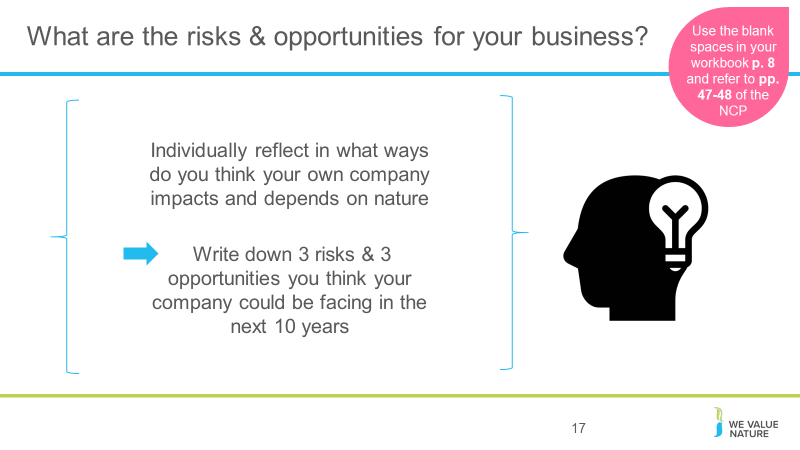 What are the risks & opportunities for your business?
Use the blank
spaces in your
workbook p. 8
and refer to pp.
47-48 of the
NCP
Individually reflect in what ways
do you think your own company
impacts and depends on nature
Write down 3 risks & 3
opportunities you think your
company could be facing in the
next 10 years
17
WE VALUE
NATURE